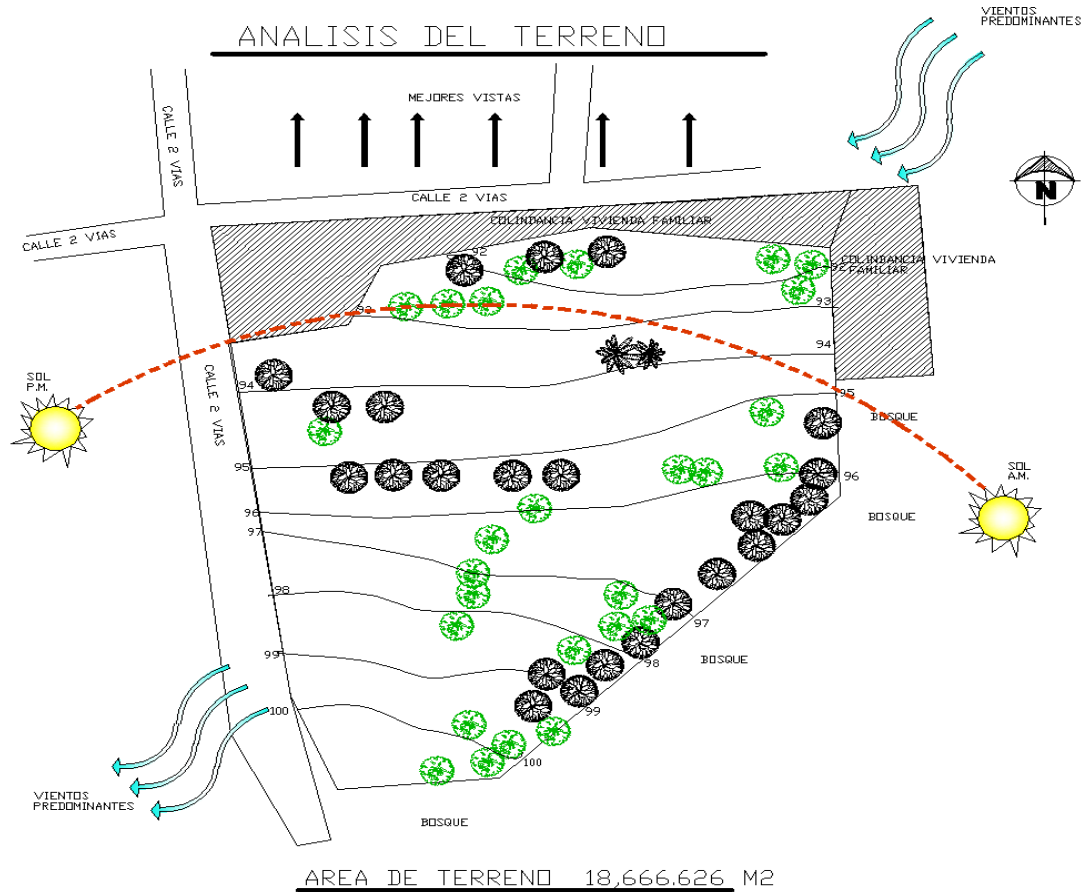 VIENTOS
PREDOMINANTES
ANALISIS DEL TERRENO
MEJORES VISTAS
CALLE 2 VIAS
CALLE 2 VIAS
CALLE 2 VIAS
N
COLINDANCIA VIVIENDA FAMILIAR
92
COLINDANCIA VIVIENDA
FAMILIAR
92
93
93
94
SOL
P.M.
CALLE 2 VIAS
94
95
BOSQUE
95
96
SOL
A.M.
96
BOSQUE
97
98
97
99
98
BOSQUE
100
99
100
VIENTOS
PREDOMINANTES
BOSQUE
AREA DE TERRENO 18,666.626 M2